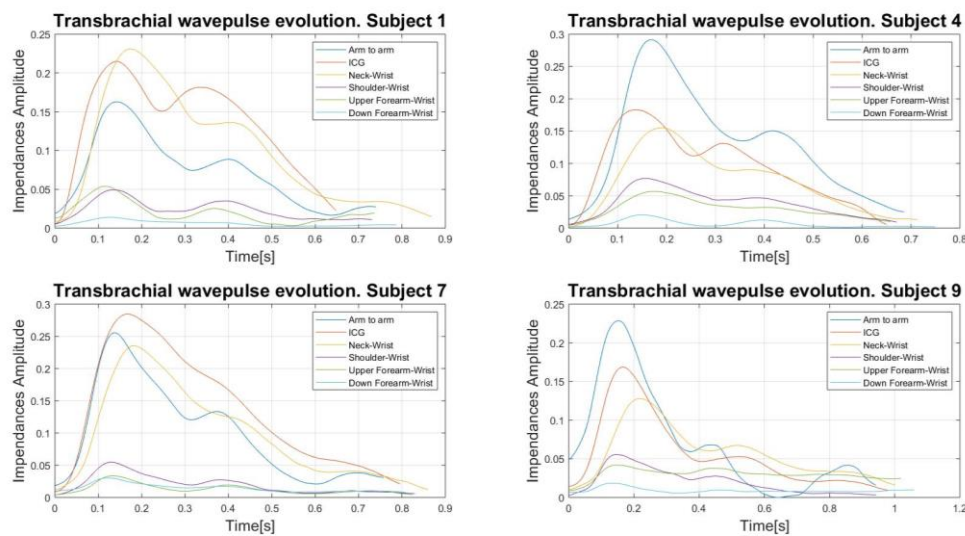 Transbrachial wavepulse evolution. Subject 1
Impendances Amplitude
0.25
0.2
0.15
0.1
0.05
0
0 0.1 0.2 0.3 0.4 0.5 0.6 0.7 0.8 0.9
Time[s]
Arm to arm
ICG
Neck-Wrist
Shoulder-Wrist
Upper Forearm-Wrist
Down Forearm-Wrist
Transbrachial wavepulse evolution. Subject 4
Impendances Amplitude
0.3
0.25
0.2
0.15
0.1
0.05
0
0 0.1 0.2 0.3 0.4 0.5 0.6 0.7 0.8
Time[s]
Arm to arm
ICG
Neck-Wrist
Shoulder-Wrist
Upper Forearm-Wrist
Down Forearm-Wrist
Transbrachial wavepulse evolution. Subject 7
Impendances Amplitude
0.3
0.25
0.2
0.15
0.1
0.05
0
0 0.1 0.2 0.3 0.4 0.5 0.6 0.7 0.8 0.9
Time[s]
Arm to arm
ICG
Neck-Wrist
Shoulder-Wrist
Upper Forearm-Wrist
Down Forearm-Wrist
Transbrachial wavepulse evolution. Subject 9
Impendances Amplitude
0.25
0.2
0.15
0.1
0.05
0
0 0.2 0.4 0.6 0.8 1 1.2
Time[s]
Arm to arm
ICG
Neck-Wrist
Shoulder-Wrist
Upper Forearm-Wrist
Down Forearm-Wrist